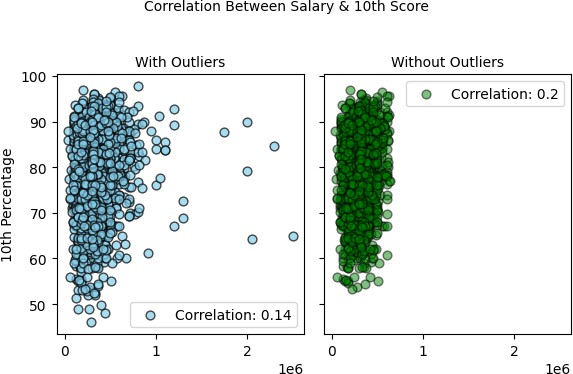 Correlation Between Salary & 10th Score
With Outliers
Without Outliers
10th Percentage
100
90
80
70
60
50
Correlation: 0.14
Correlation: 0.2
0
1
2
1e6
0
1
2
1e6